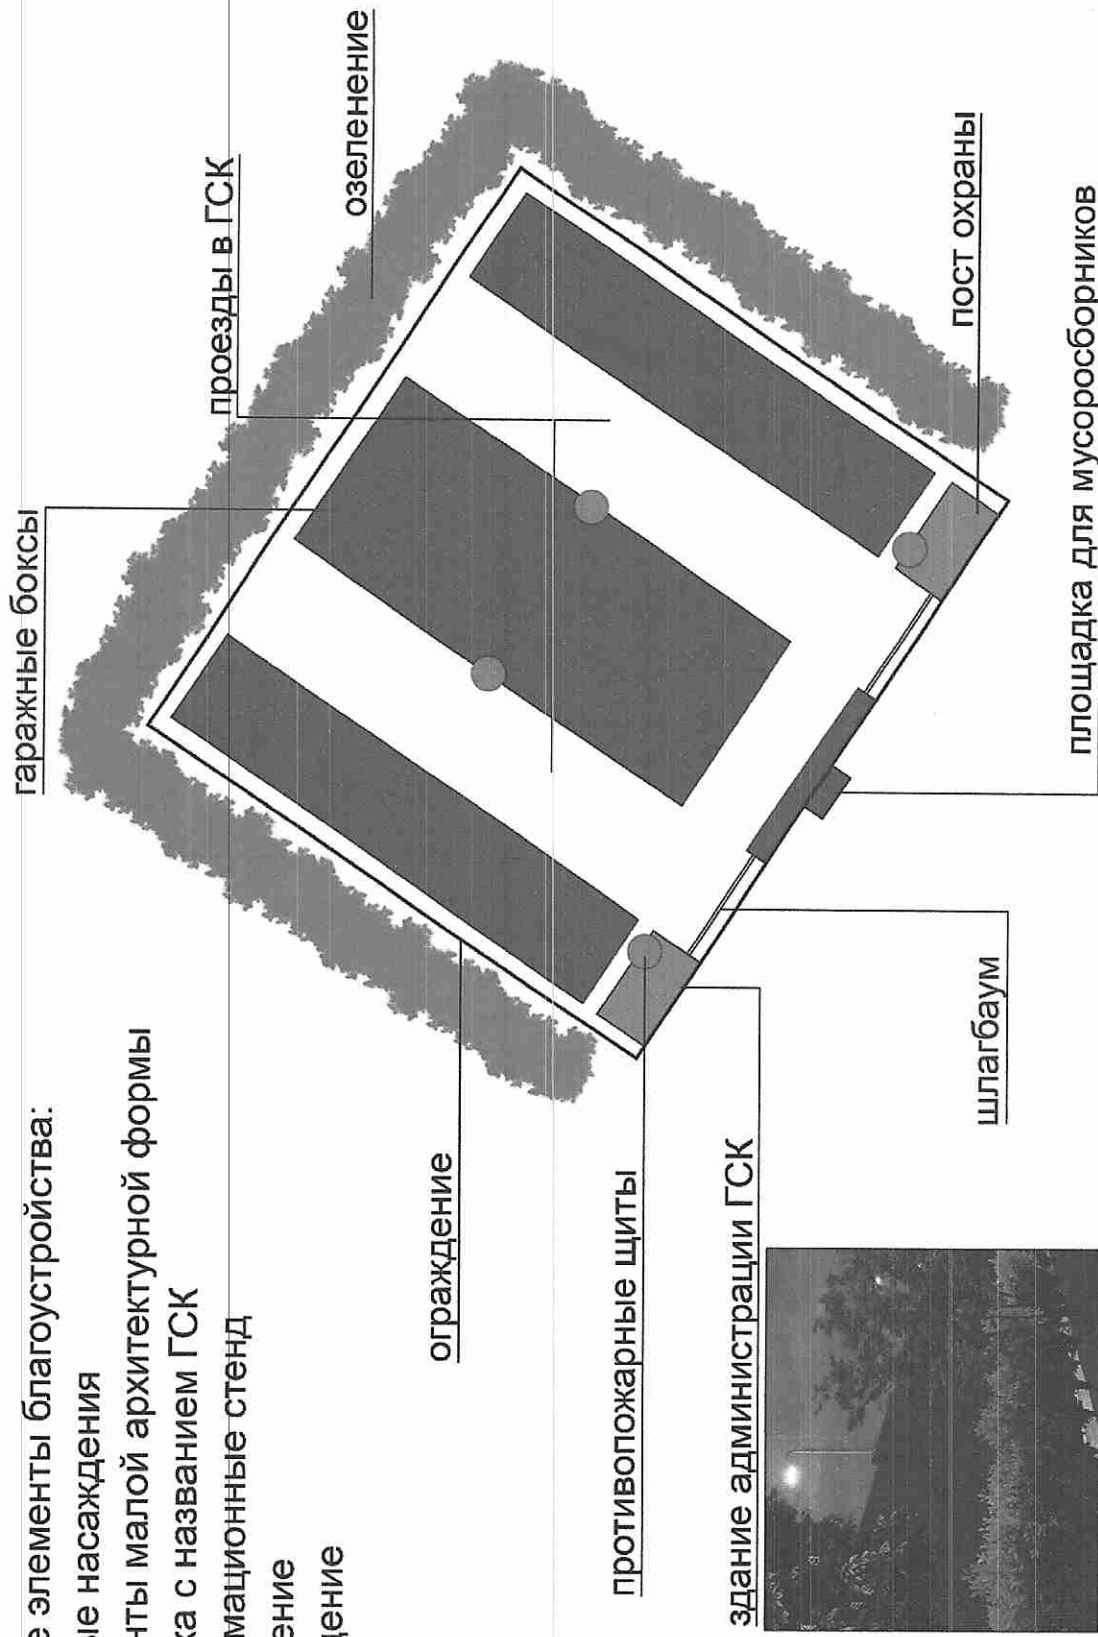 е элементы благоустройства:
ые насаждения
нты малой архитектурной формы
ка с названием ГСК
мационные стенд
ение
дение
гаражные боксы
проезды в ГСК
озеленение
ограждение
противопожарные щиты
здание администрации ГСК
шлагбаум
пост охраны
площадка для мусоросборников